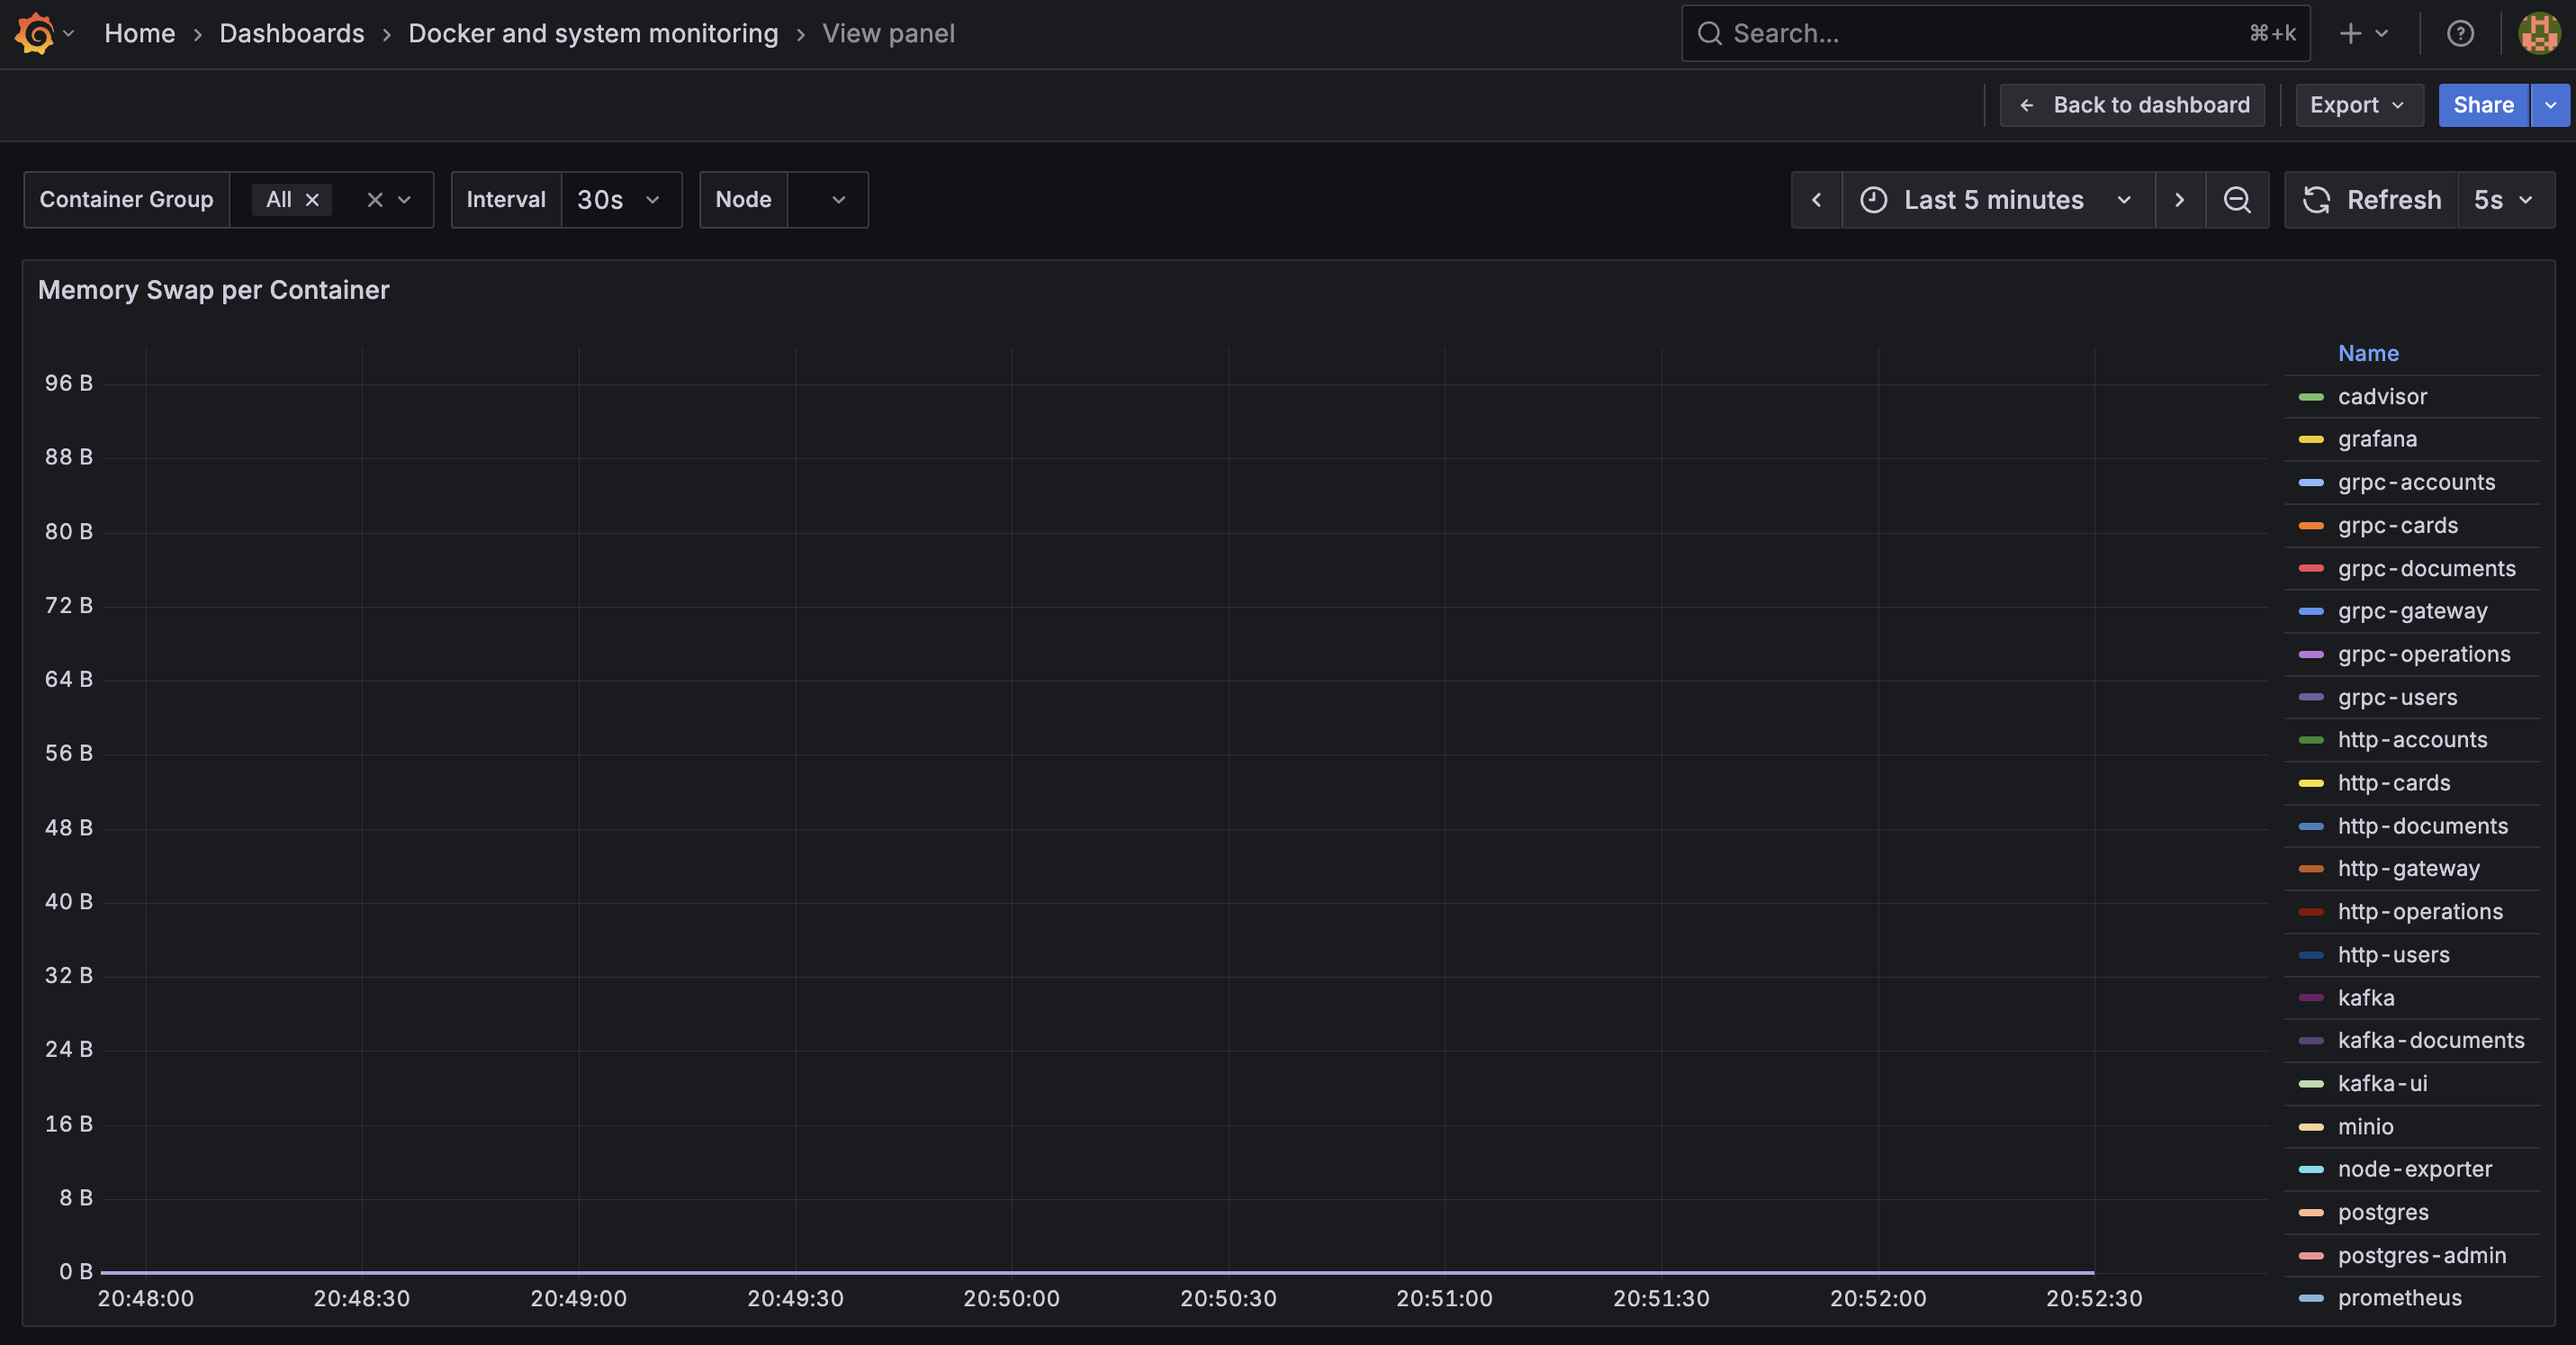 Home › Dashboards › Docker and system monitoring › View panel
Search...
⌘+k
Back to dashboard
Export
Share
Container Group
All
Interval
30s
Node
Last 5 minutes
Refresh
5s
Memory Swap per Container
96 B
88 B
80 B
72 B
64 B
56 B
48 B
40 B
32 B
24 B
16 B
8 B
0 B
20:48:00
20:48:30
20:49:00
20:49:30
20:50:00
20:50:30
20:51:00
20:51:30
20:52:00
20:52:30
Name
cadvisor
grafana
grpc-accounts
grpc-cards
grpc-documents
grpc-gateway
grpc-operations
grpc-users
http-accounts
http-cards
http-documents
http-gateway
http-operations
http-users
kafka
kafka-documents
kafka-ui
minio
node-exporter
postgres
postgres-admin
prometheus